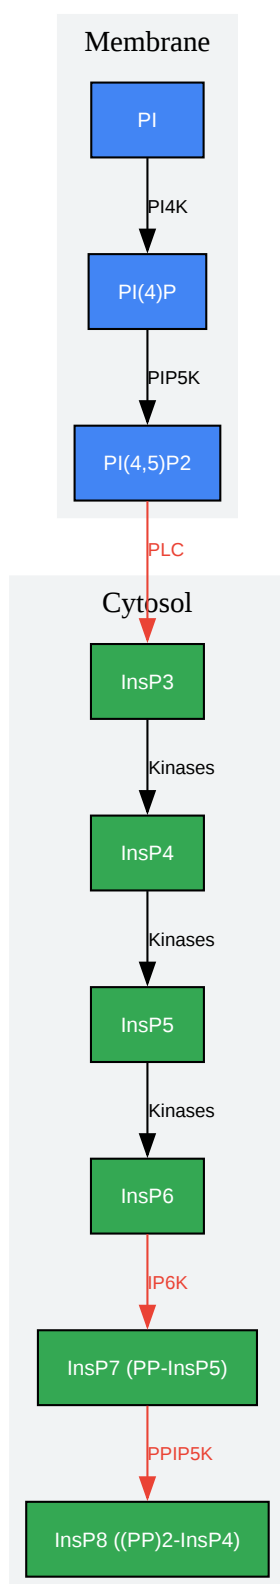 Membrane
PI
PI4K
PI(4)P
PIP5K
PI(4,5)P2
PLC
Cytosol
InsP3
Kinases
InsP4
Kinases
InsP5
Kinases
InsP6
IP6K
InsP7 (PP-InsP5)
PPIP5K
InsP8 ((PP)2-InsP4)